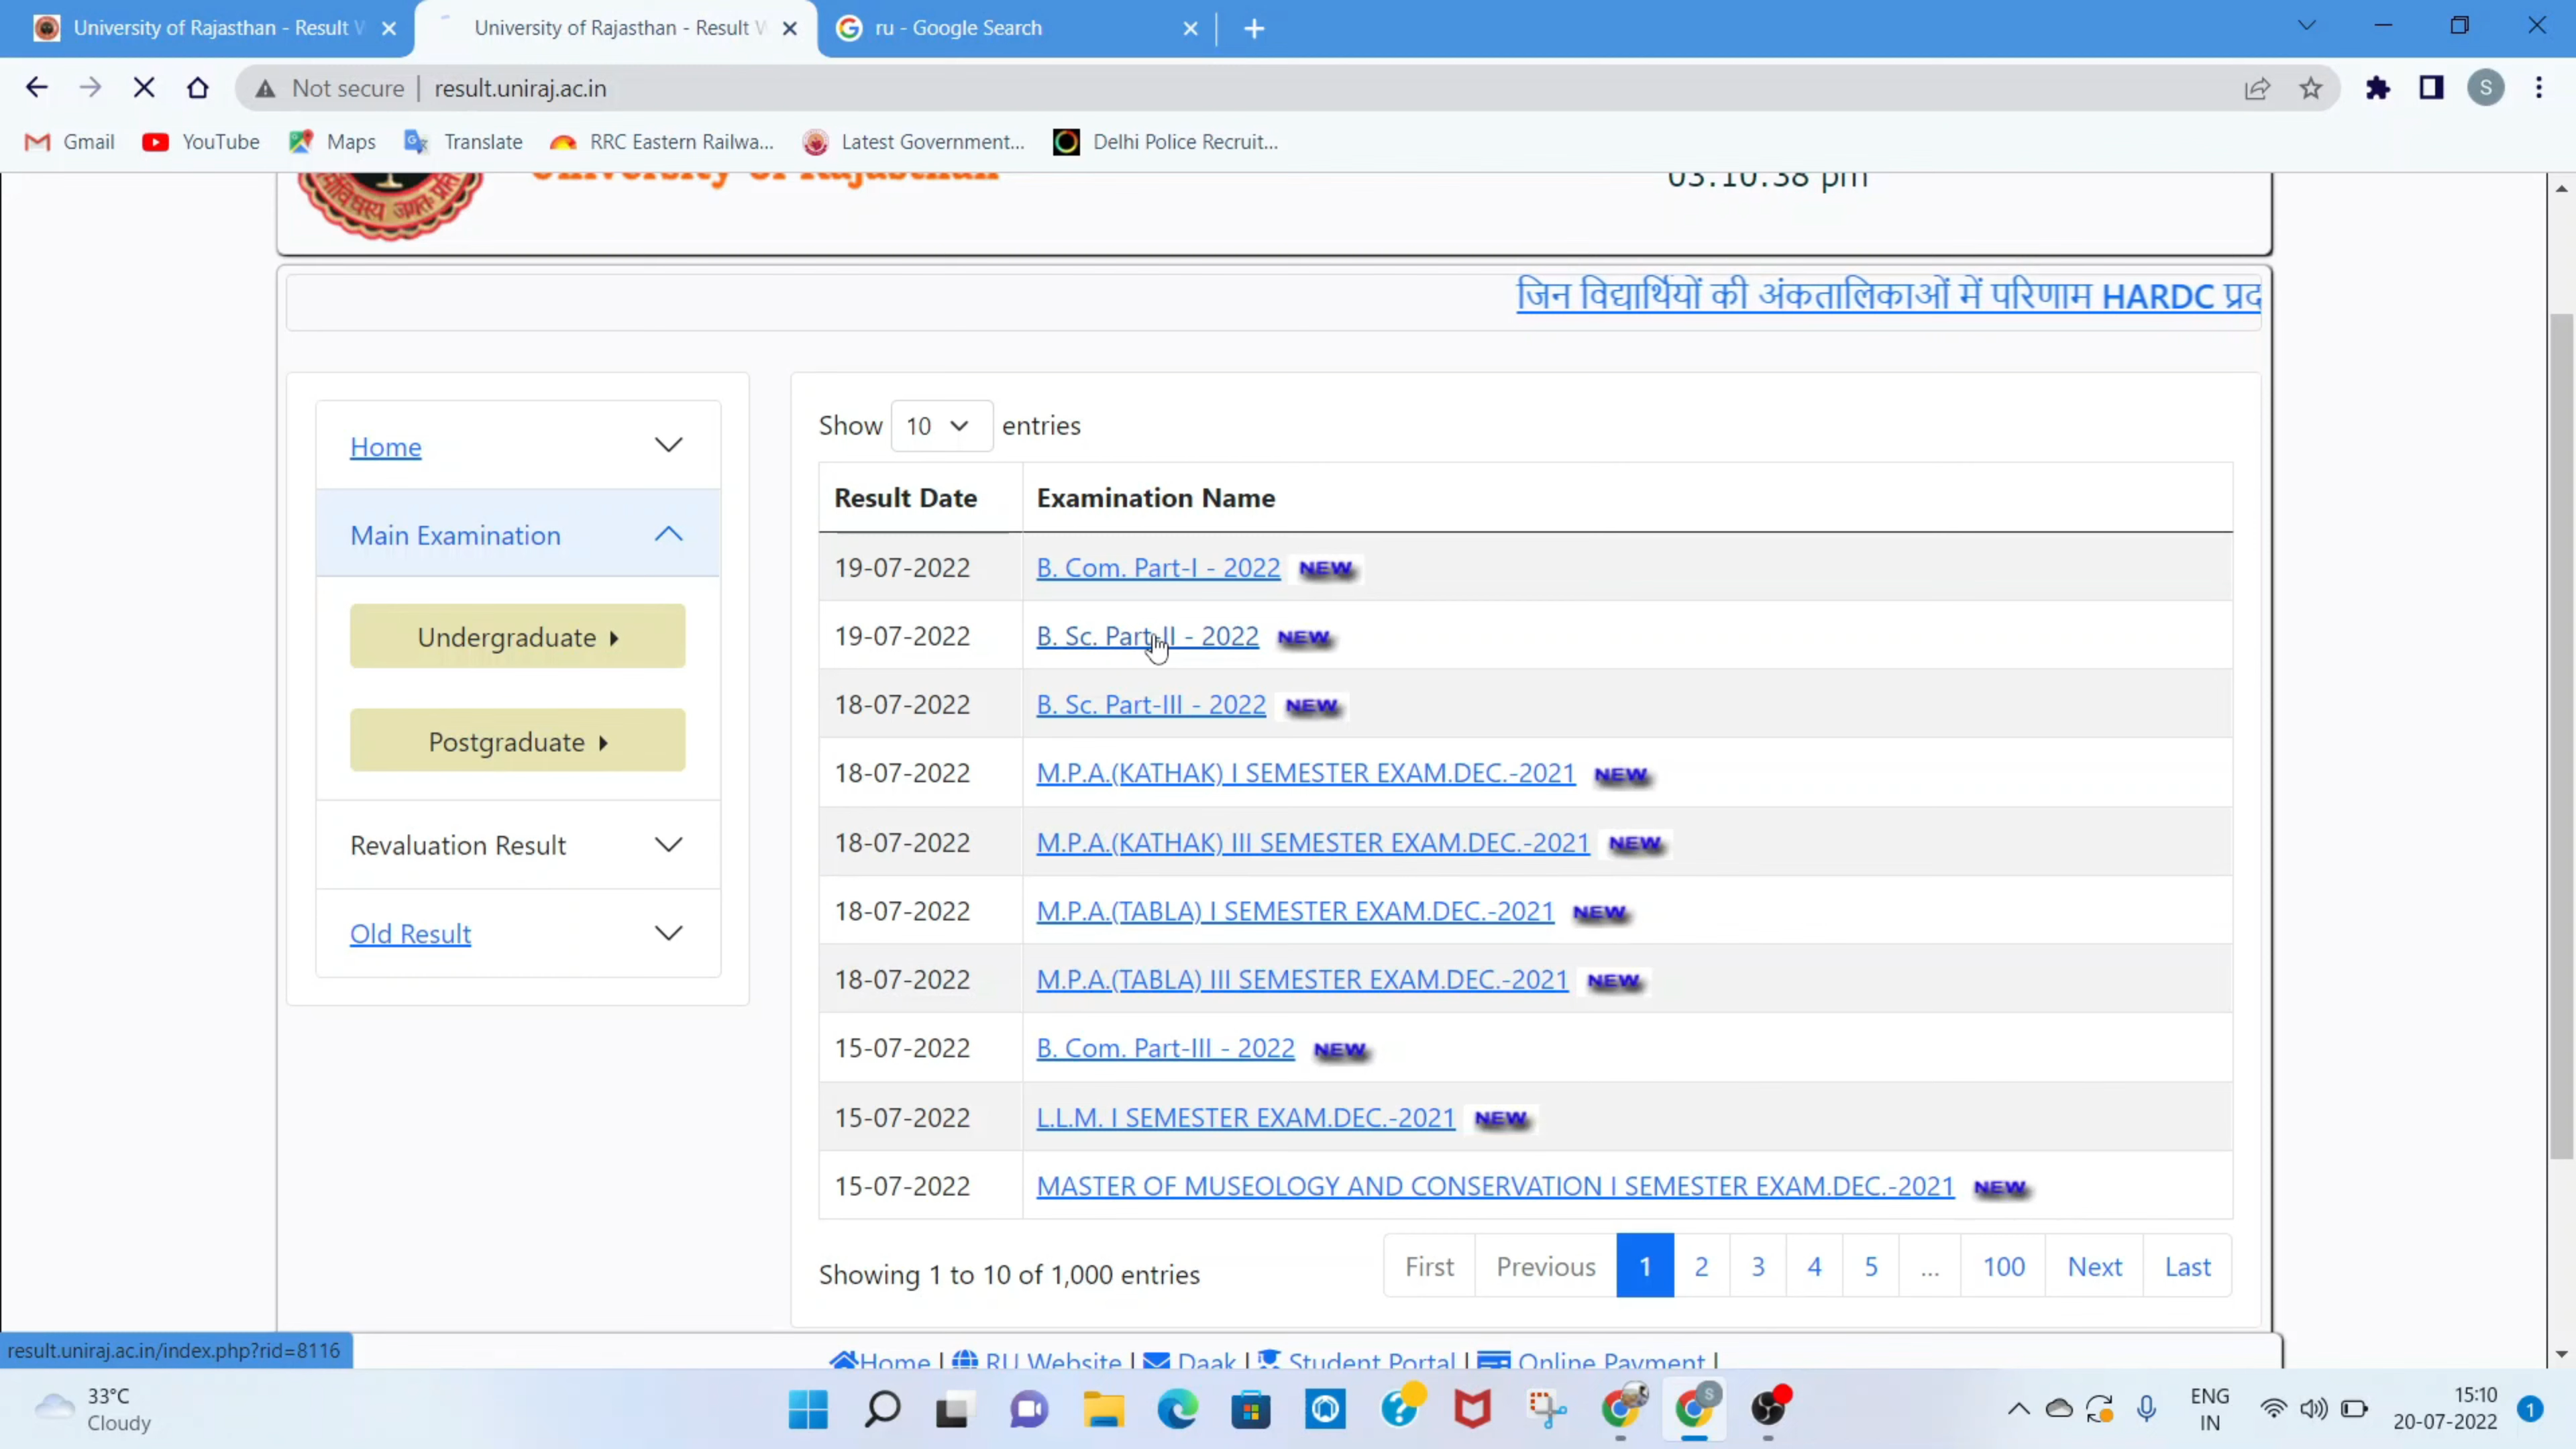 University of Rajasthan - Result W
University of Rajasthan - Result W
ru - Google Search
Not secure
result.uniraj.ac.in
S
Gmail
YouTube
Maps
Translate
RRC Eastern Railwa...
Latest Government...
Delhi Police Recruit...
University of Rajasthan
03:10:38 pm
जिन विद्यार्थियों की अंकतालिकाओं में परिणाम HARDC प्रद
Home
Main Examination
Undergraduate
Postgraduate
Revaluation Result
Old Result
Show 10 entries
Result Date Examination Name
19-07-2022 B. Com. Part-I - 2022 NEW
19-07-2022 B. Sc. Part-II - 2022 NEW
18-07-2022 B. Sc. Part-III - 2022 NEW
18-07-2022 M.P.A.(KATHAK) I SEMESTER EXAM.DEC.-2021 NEW
18-07-2022 M.P.A.(KATHAK) III SEMESTER EXAM.DEC.-2021 NEW
18-07-2022 M.P.A.(TABLA) I SEMESTER EXAM.DEC.-2021 NEW
18-07-2022 M.P.A.(TABLA) III SEMESTER EXAM.DEC.-2021 NEW
15-07-2022 B. Com. Part-III - 2022 NEW
15-07-2022 L.L.M. I SEMESTER EXAM.DEC.-2021 NEW
15-07-2022 MASTER OF MUSEOLOGY AND CONSERVATION I SEMESTER EXAM.DEC.-2021 NEW
Showing 1 to 10 of 1,000 entries
First Previous 1 2 3 4 5 ... 100 Next Last
Home | RU Website | Daak | Student Portal | Online Payment |
result.uniraj.ac.in/index.php?rid=8116
33°C
Cloudy
S
ENG
IN
15:10
20-07-2022
1